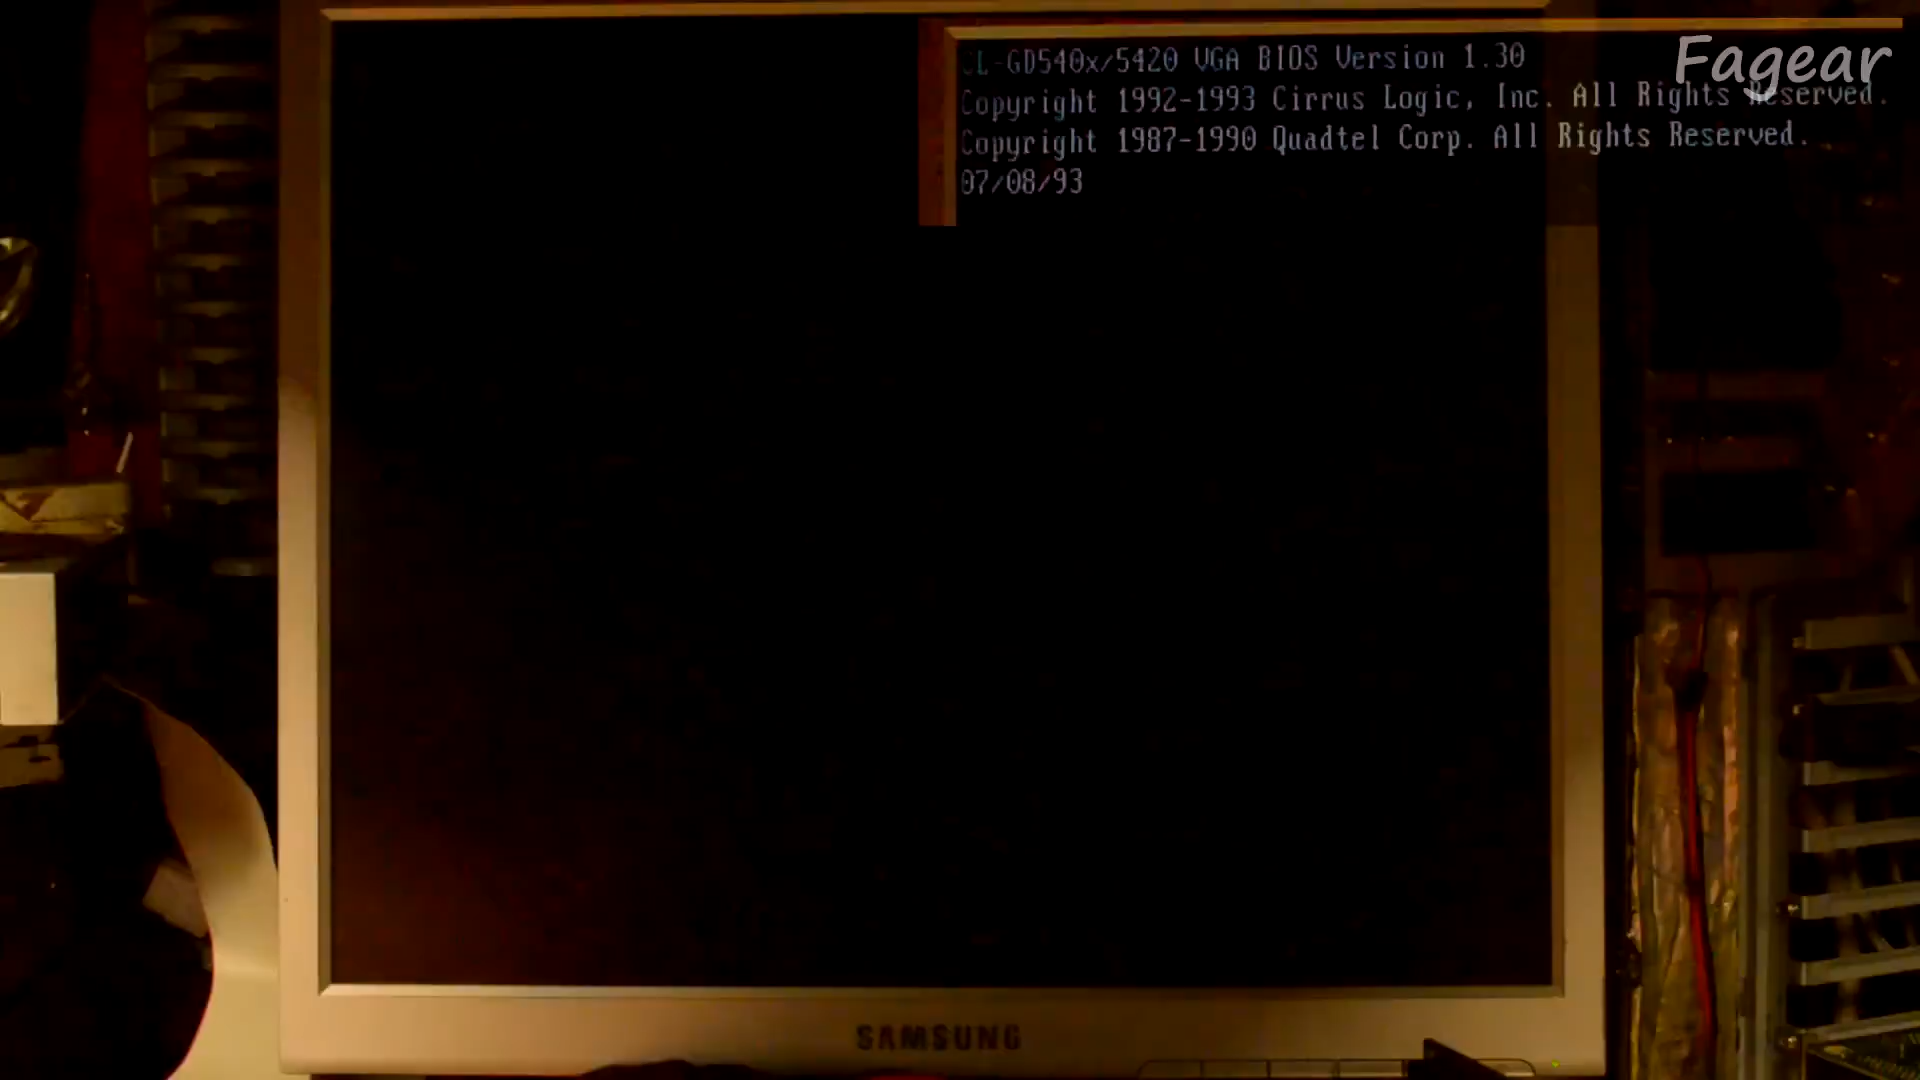 CL-GD540x/5420 VGA BIOS Version 1.30
Copyright 1992-1993 Cirrus Logic, Inc. All Rights Reserved.
Copyright 1987-1990 Quadtel Corp. All Rights Reserved.
07/08/93
Fagear
SAMSUNG